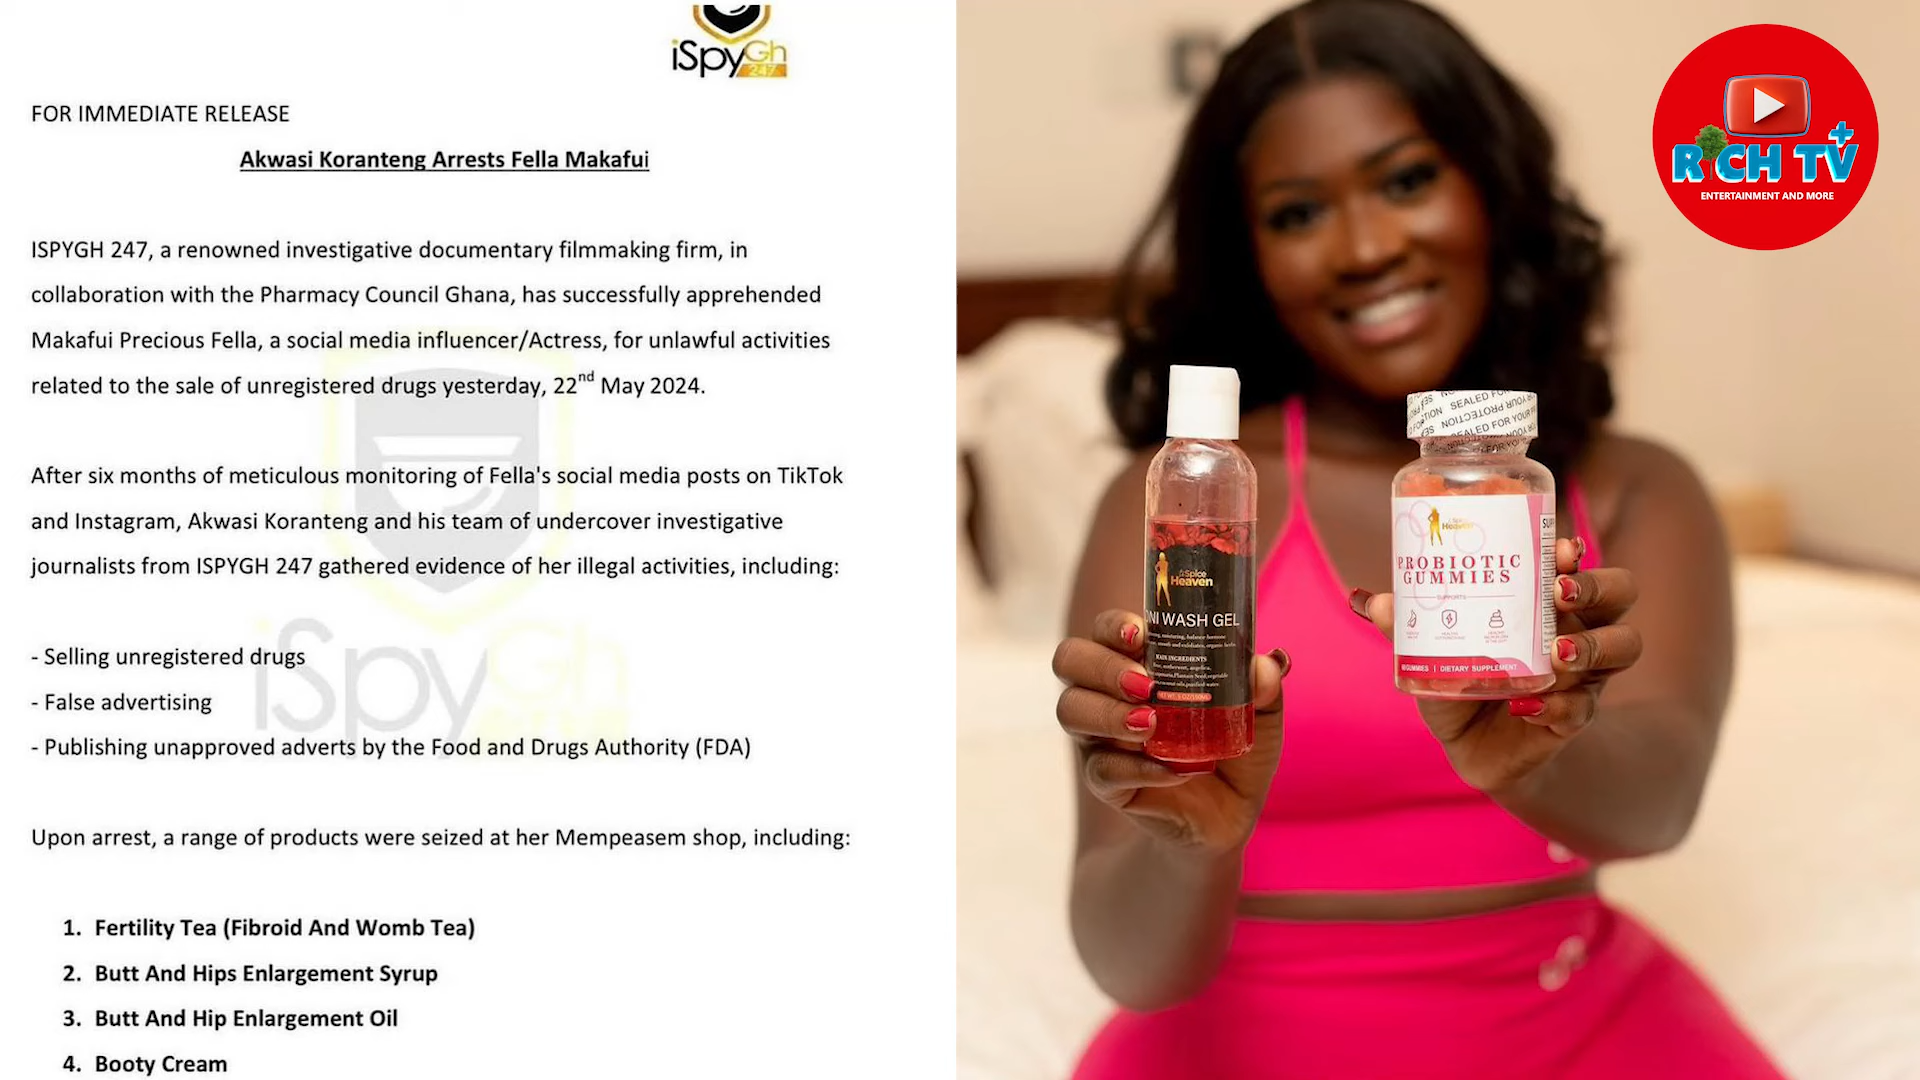 iSpyGh
247
FOR IMMEDIATE RELEASE
Akwasi Koranteng Arrests Fella Makafui
ISPYGH 247, a renowned investigative documentary filmmaking firm, in
collaboration with the Pharmacy Council Ghana, has successfully apprehended
Makafui Precious Fella, a social media influencer/Actress, for unlawful activities
related to the sale of unregistered drugs yesterday, 22nd May 2024.
After six months of meticulous monitoring of Fella's social media posts on TikTok
and Instagram, Akwasi Koranteng and his team of undercover investigative
journalists from ISPYGH 247 gathered evidence of her illegal activities, including:
- Selling unregistered drugs
- False advertising
- Publishing unapproved adverts by the Food and Drugs Authority (FDA)
Upon arrest, a range of products were seized at her Mempeasem shop, including:
1. Fertility Tea (Fibroid And Womb Tea)
2. Butt And Hips Enlargement Syrup
3. Butt And Hip Enlargement Oil
4. Booty Cream
iSpyGh
RICH TV+
ENTERTAINMENT AND MORE
Spice
Heaven
WASH GEL
MAIN INGREDIENTS
SEALED FOR YOUR
PROTECTION
Heaven
PROBIOTIC
GUMMIES
SUPPORTS
GUMMIES | DIETARY SUPPLEMENT